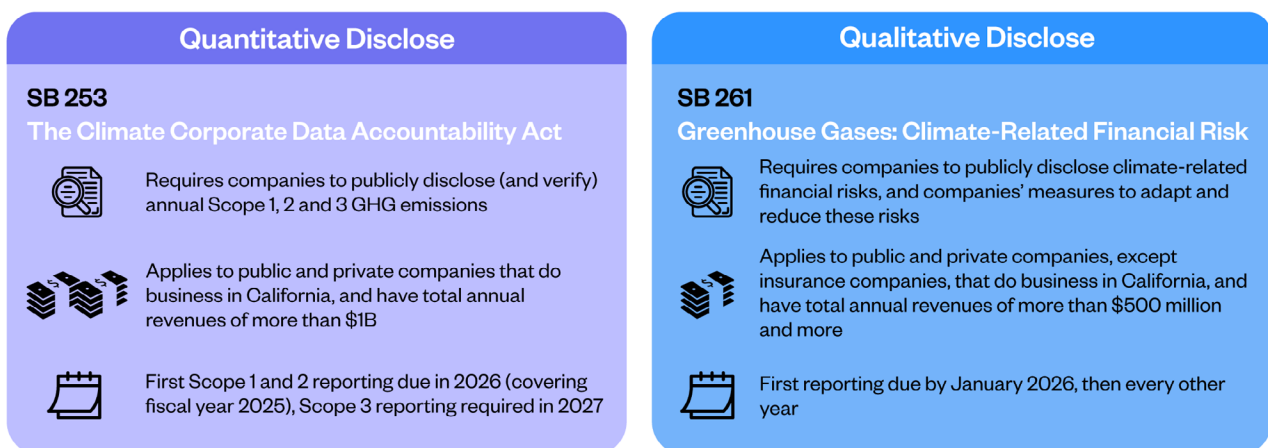 Quantitative Disclose
SB 253
The Climate Corporate Data Accountability Act
Requires companies to publicly disclose (and verify)
annual Scope 1, 2 and 3 GHG emissions
Applies to public and private companies that do
business in California, and have total annual
revenues of more than $1B
First Scope 1 and 2 reporting due in 2026 (covering
fiscal year 2025), Scope 3 reporting required in 2027
Qualitative Disclose
SB 261
Greenhouse Gases: Climate-Related Financial Risk
Requires companies to publicly disclose climate-related
financial risks, and companies’ measures to adapt and
reduce these risks
Applies to public and private companies, except
insurance companies, that do business in California, and
have total annual revenues of more than $500 million
and more
First reporting due by January 2026, then every other
year